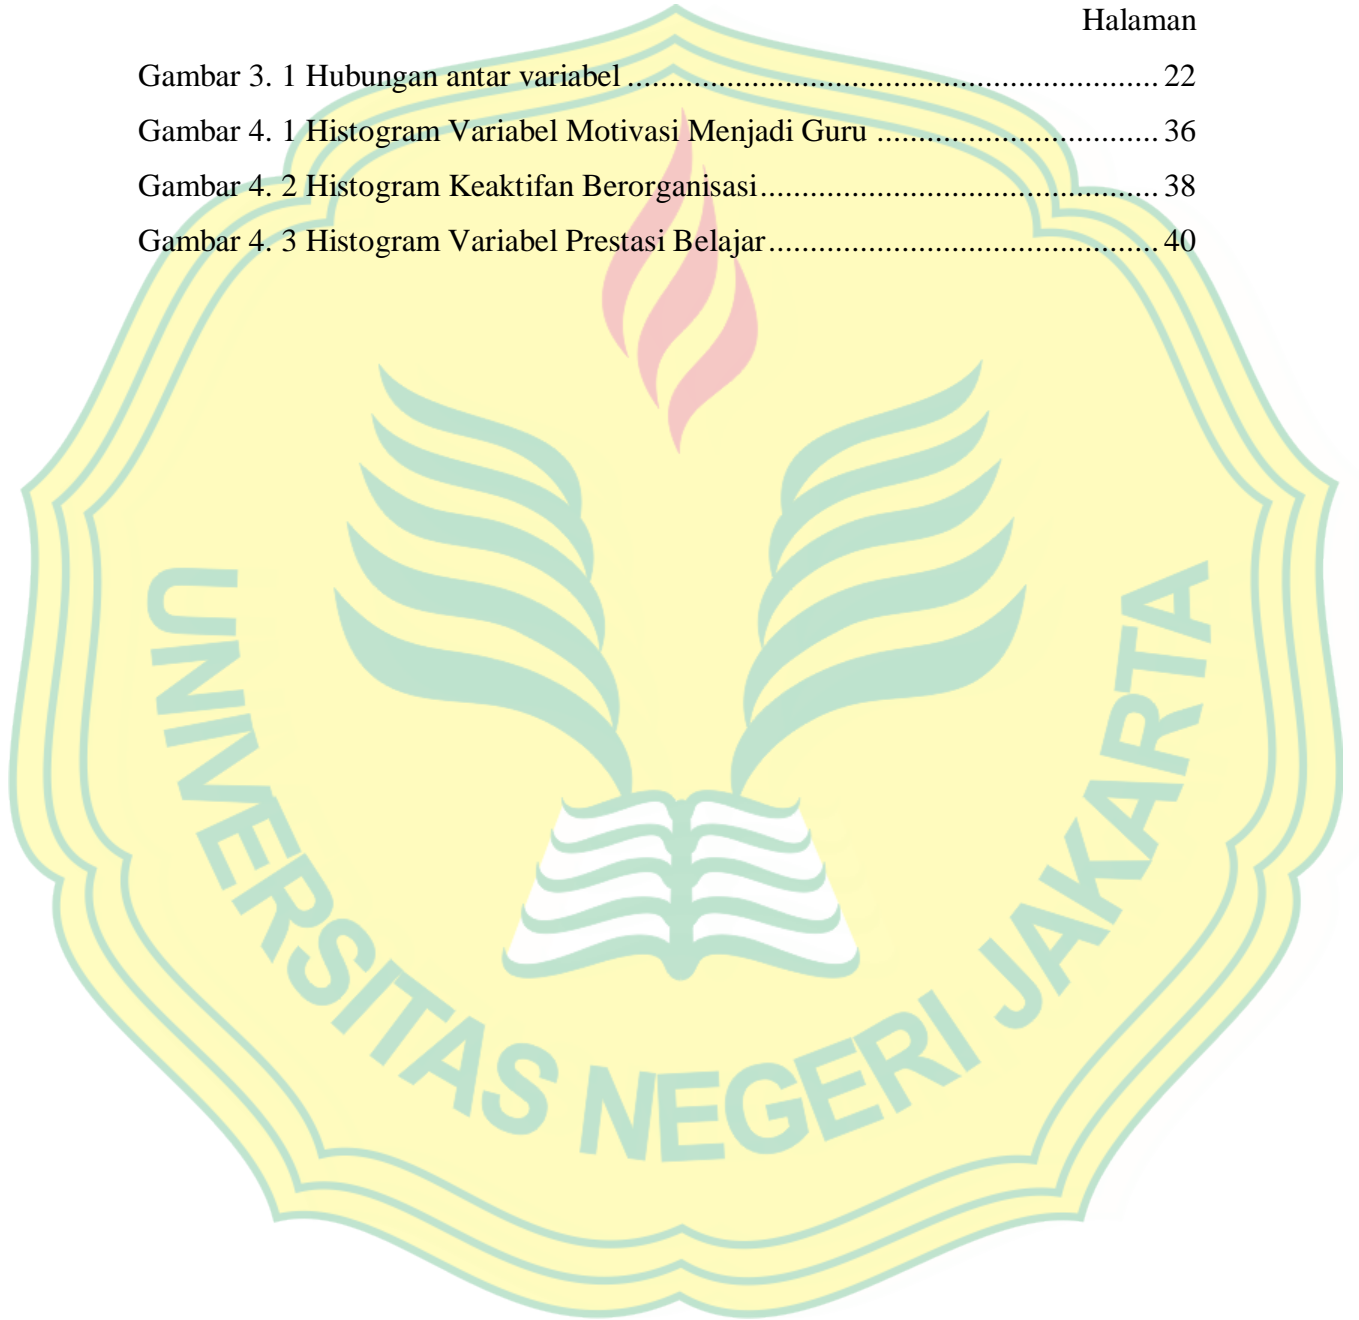 Halaman
Gambar 3. 1 Hubungan antar variabel ................................................................ 22
Gambar 4. 1 Histogram Variabel Motivasi Menjadi Guru .................................. 36
Gambar 4. 2 Histogram Keaktifan Berorganisasi................................................ 38
Gambar 4. 3 Histogram Variabel Prestasi Belajar............................................... 40
UNIVERSITAS NEGERI JAKARTA